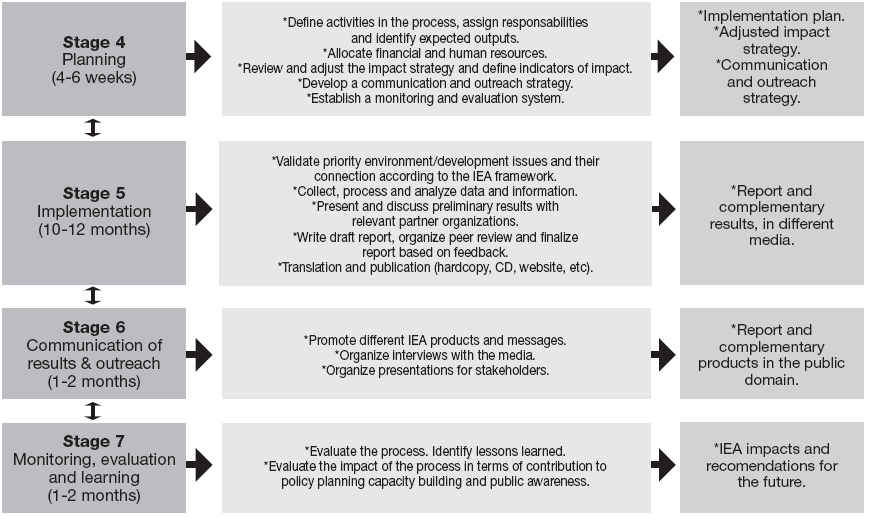 Stage 4
Planning
(4-6 weeks)
*Define activities in the process, assign responsabilities
and identify expected outputs.
*Allocate financial and human resources.
*Review and adjust the impact strategy and define indicators of impact.
*Develop a communication and outreach strategy.
*Establish a monitoring and evaluation system.
*Implementation plan.
*Adjusted impact
strategy.
*Communication
and outreach
strategy.
Stage 5
Implementation
(10-12 months)
*Validate priority environment/development issues and their
connection according to the IEA framework.
*Collect, process and analyze data and information.
*Present and discuss preliminary results with
relevant partner organizations.
*Write draft report, organize peer review and finalize
report based on feedback.
*Translation and publication (hardcopy, CD, website, etc).
*Report and
complementary
results, in different
media.
Stage 6
Communication of
results & outreach
(1-2 months)
*Promote different IEA products and messages.
*Organize interviews with the media.
*Organize presentations for stakeholders.
*Report and
complementary
products in the public
domain.
Stage 7
Monitoring, evaluation
and learning
(1-2 months)
*Evaluate the process. Identify lessons learned.
*Evaluate the impact of the process in terms of contribution to
policy planning capacity building and public awareness.
*IEA impacts and
recomendations for
the future.